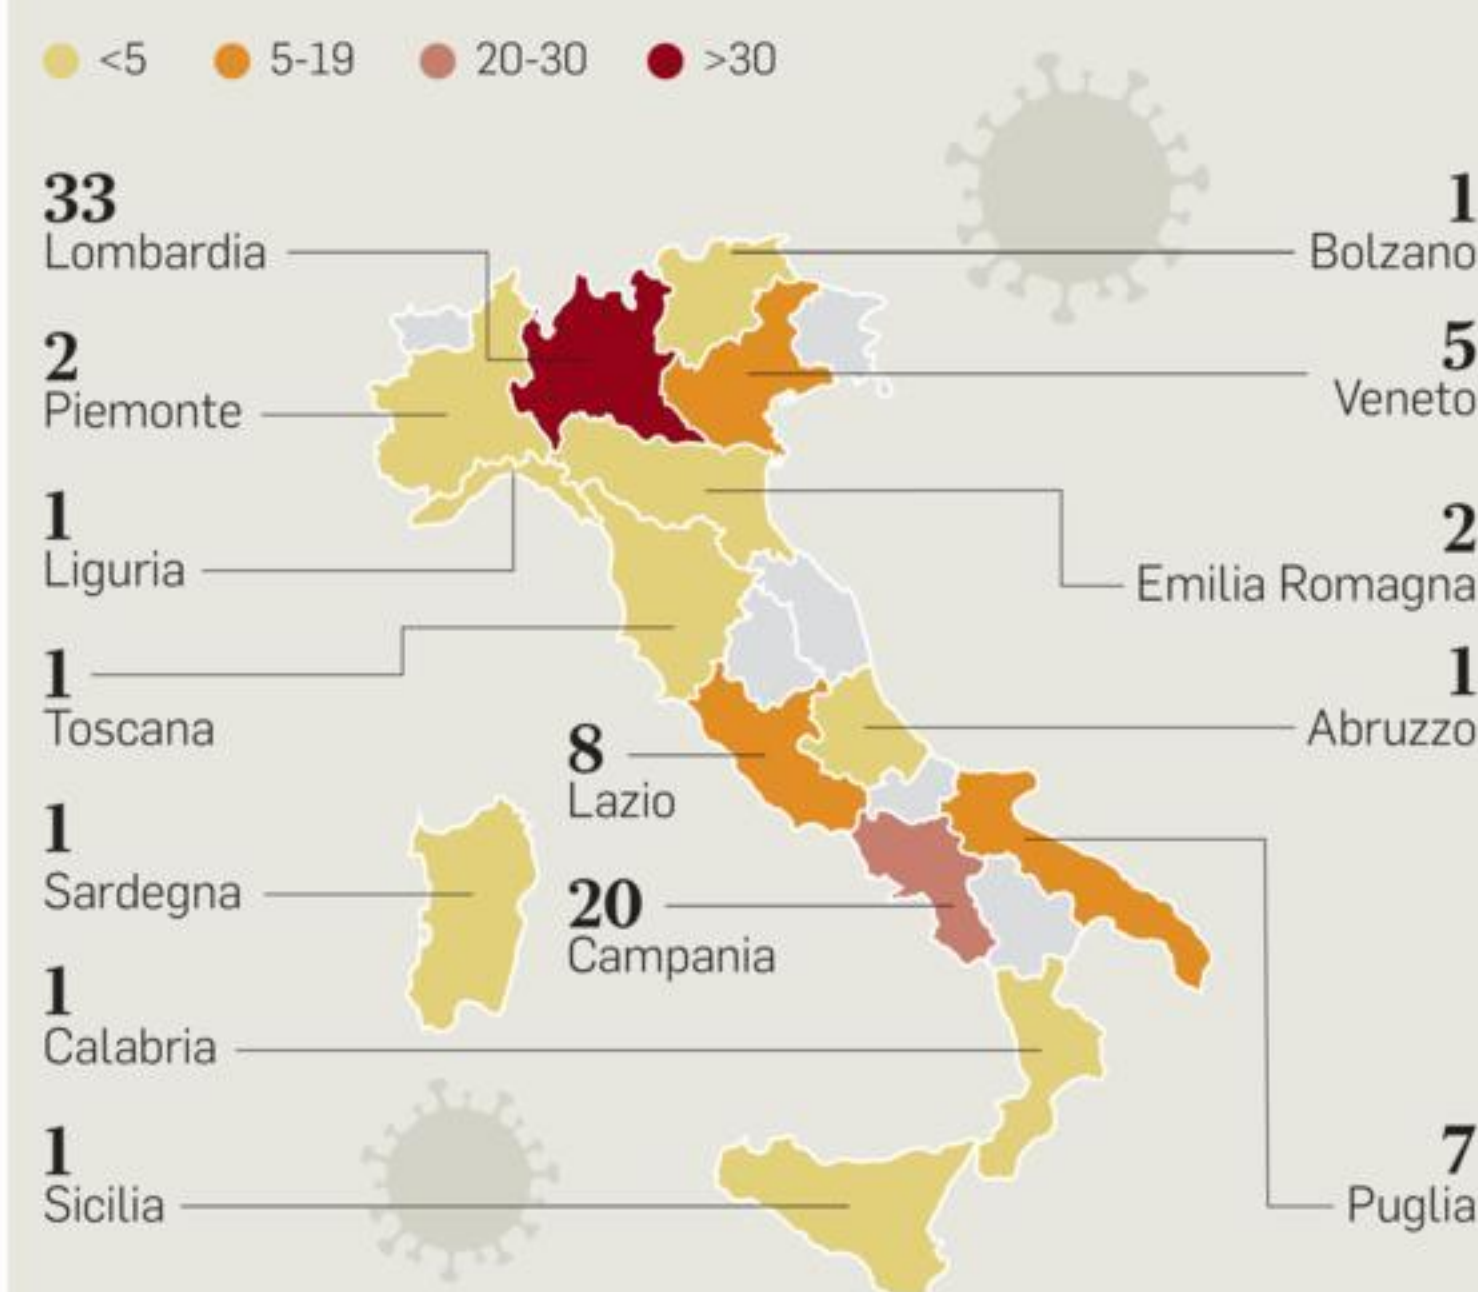 <5 5-19 20-30 >30
33
Lombardia
2
Piemonte
1
Liguria
1
Toscana
1
Sardegna
1
Calabria
1
Sicilia
8
Lazio
20
Campania
1
Bolzano
5
Veneto
2
Emilia Romagna
1
Abruzzo
7
Puglia